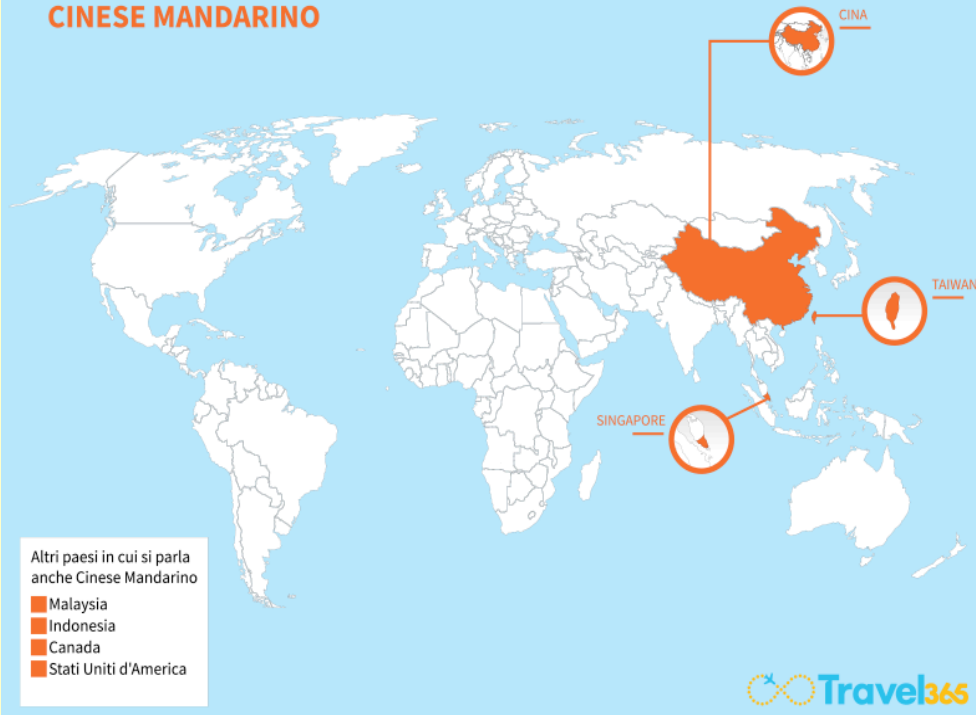 CINESE MANDARINO
CINA
TAIWAN
SINGAPORE
Altri paesi in cui si parla
anche Cinese Mandarino
Malaysia
Indonesia
Canada
Stati Uniti d'America
Travel365